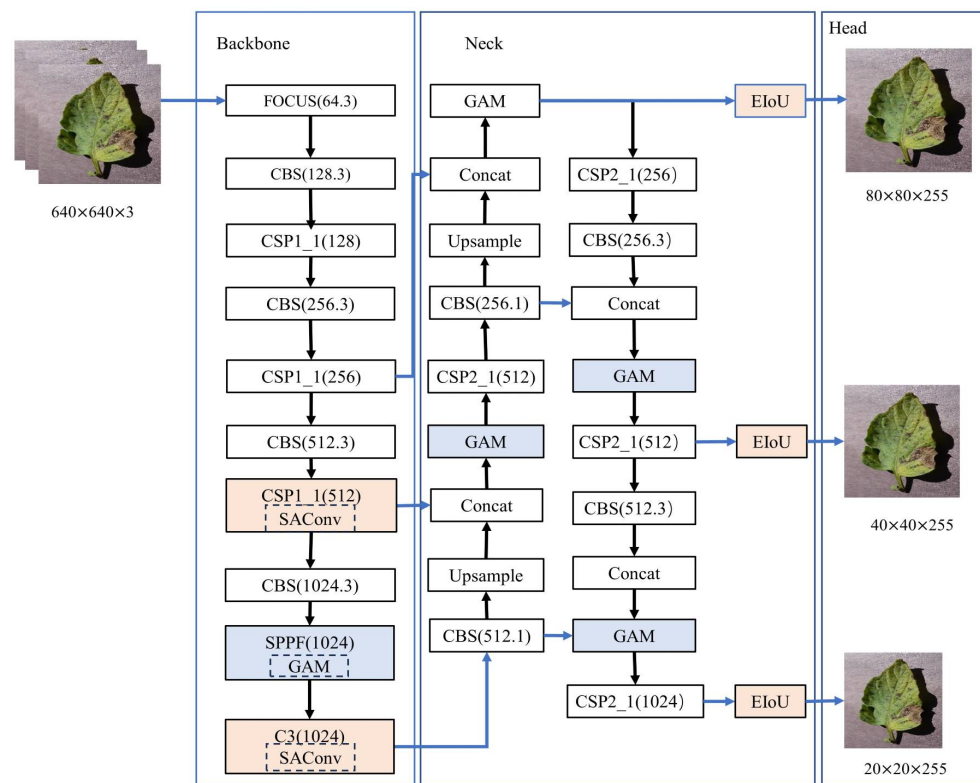 Backbone
Neck
Head
640×640×3
FOCUS(64.3)
CBS(128.3)
CSP1_1(128)
CBS(256.3)
CSP1_1(256)
CBS(512.3)
CSP1_1(512)
SAConv
CBS(1024.3)
SPPF(1024)
GAM
C3(1024)
SAConv
GAM
Concat
Upsample
CBS(256.1)
CSP2_1(512)
GAM
Concat
Upsample
CBS(512.1)
CSP2_1(256)
CBS(256.3)
Concat
GAM
CSP2_1(512)
CBS(512.3)
Concat
GAM
CSP2_1(1024)
EIoU
EIoU
EIoU
80×80×255
40×40×255
20×20×255